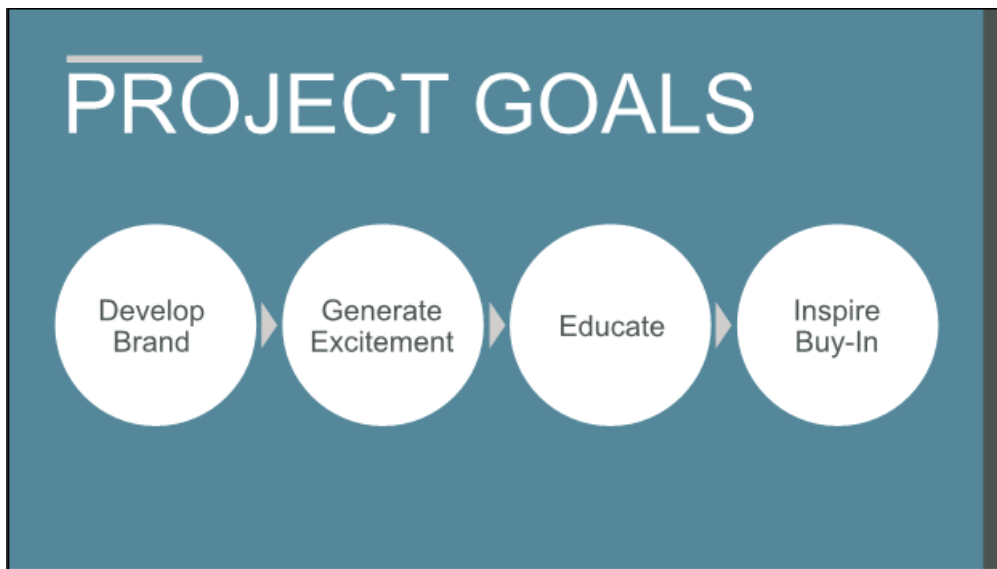 PROJECT GOALS
Develop
Brand
Generate
Excitement
Educate
Inspire
Buy-In